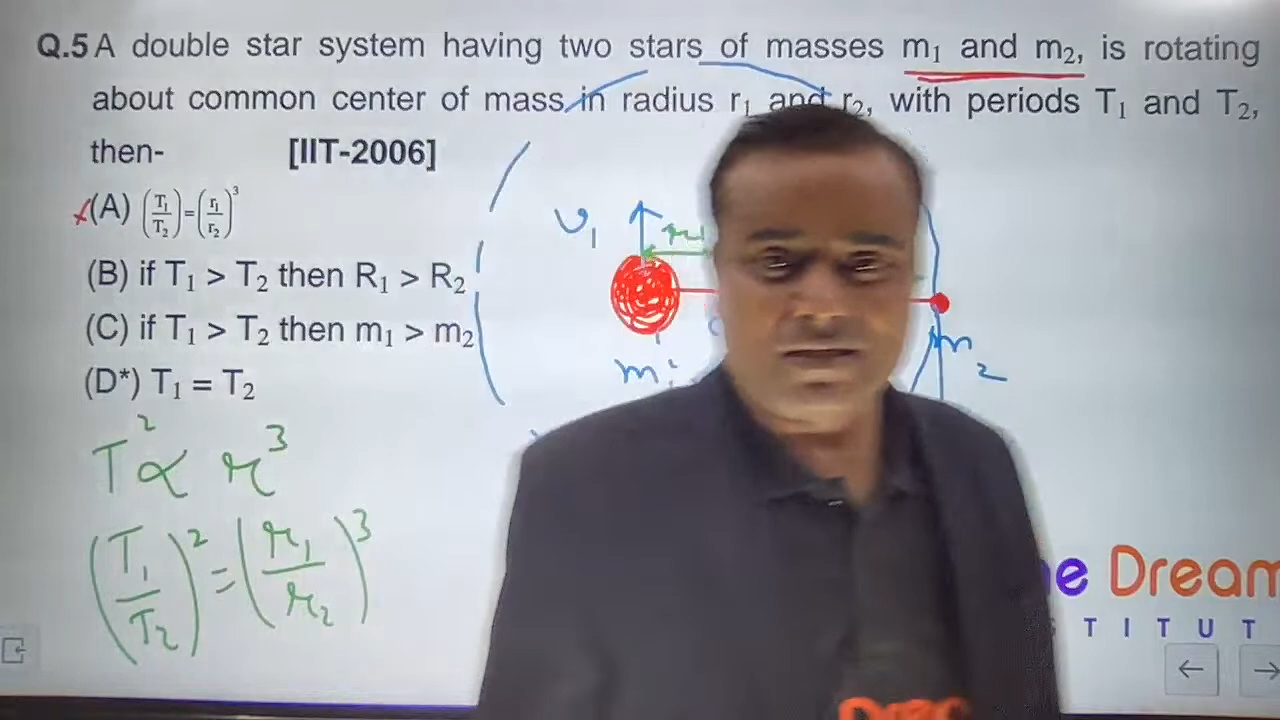 Q.5 A double star system having two stars of masses m₁ and m₂, is rotating
about common center of mass in radius r₁ and r₂, with periods T₁ and T₂,
then- [IIT-2006]
(A) (T₁/T₂)=(r₁/r₂)³
(B) if T₁ > T₂ then R₁ > R₂
(C) if T₁ > T₂ then m₁ > m₂
(D*) T₁ = T₂
υ₁
r₁
m₁
m₂
T² ∝ r³
(T₁/T₂)² = (r₁/r₂)³
e Dream
TITUT